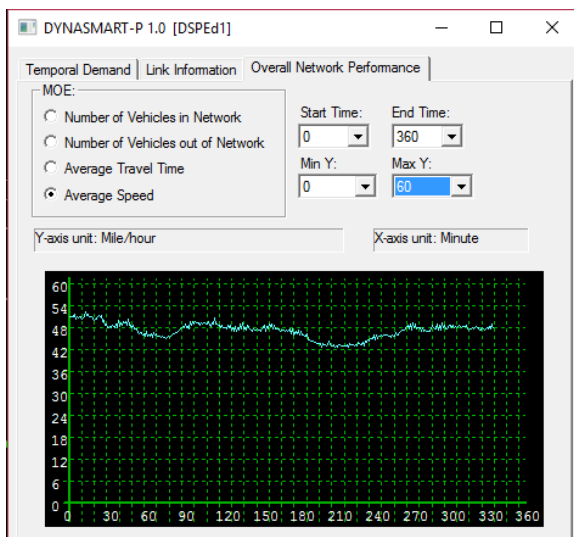 DYNASMART-P 1.0 [DSPEd1]
Temporal Demand Link Information Overall Network Performance
MOE:
Number of Vehicles in Network
Number of Vehicles out of Network
Average Travel Time
Average Speed
Start Time: End Time:
0 360
Min Y: Max Y:
0 60
Y-axis unit: Mile/hour X-axis unit: Minute
60
54
48
42
36
30
24
18
12
6
0
0 30 60 90 120 150 180 210 240 270 300 330 360